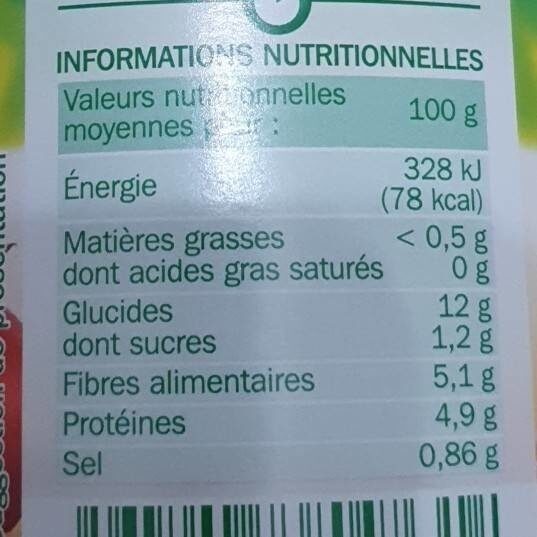 INFORMATIONS NUTRITIONNELLES
Valeurs nutritionnelles
100 g
moyennes pour :
Énergie
328 kJ
(78 kcal)
Matières grasses < 0,5 g
dont acides gras saturés 0 g
Glucides 12 g
dont sucres 1,2 g
Fibres alimentaires 5,1 g
Protéines 4,9 g
Sel 0,86 g